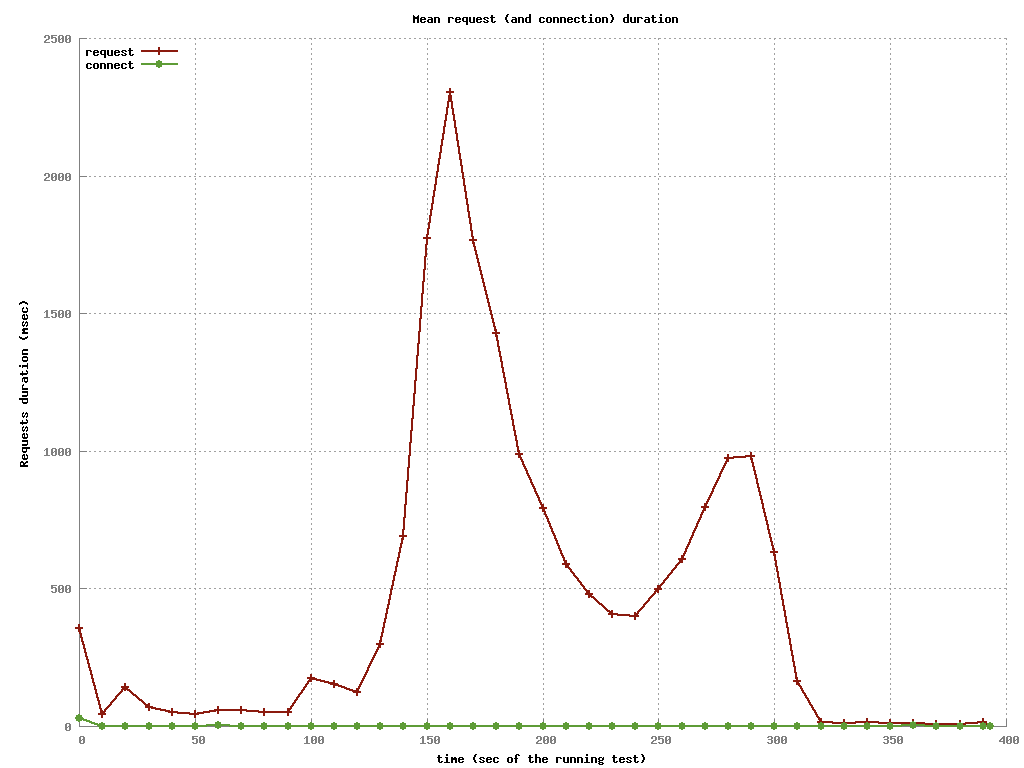 Mean request (and connection) duration
2500
request
connect
2000
1500
1000
500
0
0 50 100 150 200 250 300 350 400
Requests duration (msec)
time (sec of the running test)